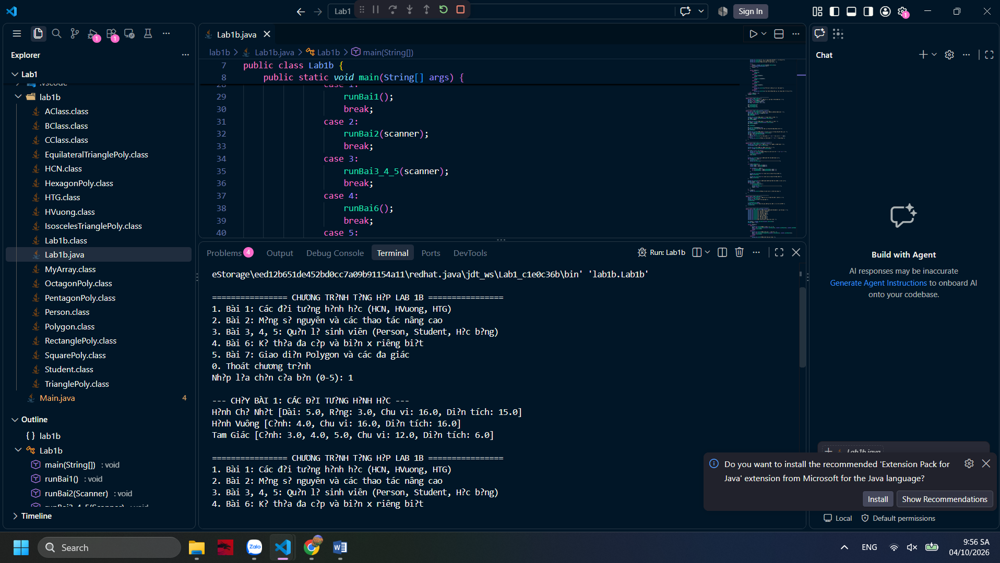 Lab1
Sign In
1
1
1
Explorer
Lab1
.vscode
lab1b
AClass.class
BClass.class
CClass.class
EquilateralTrianglePoly.class
HCN.class
HexagonPoly.class
HTG.class
HVuong.class
IsoscelesTrianglePoly.class
Lab1b.class
Lab1b.java
MyArray.class
OctagonPoly.class
PentagonPoly.class
Person.class
Polygon.class
RectanglePoly.class
SquarePoly.class
Student.class
TrianglePoly.class
Main.java 4
Outline
{} lab1b
Lab1b
main(String[]) : void
runBai1() : void
runBai2(Scanner) : void
runBai3_4_5(Scanner) : void
Timeline
Lab1b.java
lab1b > Lab1b.java > Lab1b > main(String[])
7 public class Lab1b {
8 public static void main(String[] args) {
28 case 1:
29 runBai1();
30 break;
31 case 2:
32 runBai2(scanner);
33 break;
34 case 3:
35 runBai3_4_5(scanner);
36 break;
37 case 4:
38 runBai6();
39 break;
40 case 5:
Problems 4 Output Debug Console Terminal Ports DevTools
Run: Lab1b
eStorage\eed12b651de452bd0cc7a09b91154a11\redhat.java\jdt_ws\Lab1_c1e0c36b\bin' 'lab1b.Lab1b'
================ CHƯƠNG TR?NH T?NG H?P LAB 1B ================
1. Bài 1: Các đ?i tư?ng h?nh h?c (HCN, HVuong, HTG)
2. Bài 2: M?ng s? nguyên và các thao tác nâng cao
3. Bài 3, 4, 5: Qu?n l? sinh viên (Person, Student, H?c b?ng)
4. Bài 6: K? th?a đa c?p và bi?n x riêng bi?t
5. Bài 7: Giao di?n Polygon và các đa giác
0. Thoát chương tr?nh
Nh?p l?a ch?n c?a b?n (0-5): 1
--- CH?Y BÀI 1: CÁC Đ?I TƯ?NG H?NH H?C ---
H?nh Ch? Nh?t [Dài: 5.0, R?ng: 3.0, Chu vi: 16.0, Di?n tích: 15.0]
H?nh Vuông [C?nh: 4.0, Chu vi: 16.0, Di?n tích: 16.0]
Tam Giác [C?nh: 3.0, 4.0, 5.0, Chu vi: 12.0, Di?n tích: 6.0]
================ CHƯƠNG TR?NH T?NG H?P LAB 1B ================
1. Bài 1: Các đ?i tư?ng h?nh h?c (HCN, HVuong, HTG)
2. Bài 2: M?ng s? nguyên và các thao tác nâng cao
3. Bài 3, 4, 5: Qu?n l? sinh viên (Person, Student, H?c b?ng)
4. Bài 6: K? th?a đa c?p và bi?n x riêng bi?t
Chat
Build with Agent
AI responses may be inaccurate
Generate Agent Instructions to onboard AI
onto your codebase.
Lab1b.java
Do you want to install the recommended 'Extension Pack for
Java' extension from Microsoft for the Java language?
Install
Show Recommendations
Local
Default permissions
Search
Zalo
ENG
9:56 SA
04/10/2026